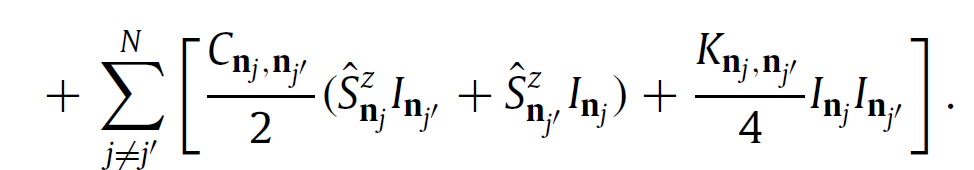 $+ \sum_{j \neq j'}^{N} \left[ \frac{C_{\mathbf{n}_j, \mathbf{n}_{j'}}}{2} (\hat{S}^z_{\mathbf{n}_j} I_{\mathbf{n}_{j'}} + \hat{S}^z_{\mathbf{n}_{j'}} I_{\mathbf{n}_j}) + \frac{K_{\mathbf{n}_j, \mathbf{n}_{j'}}}{4} I_{\mathbf{n}_j} I_{\mathbf{n}_{j'}} \right].$